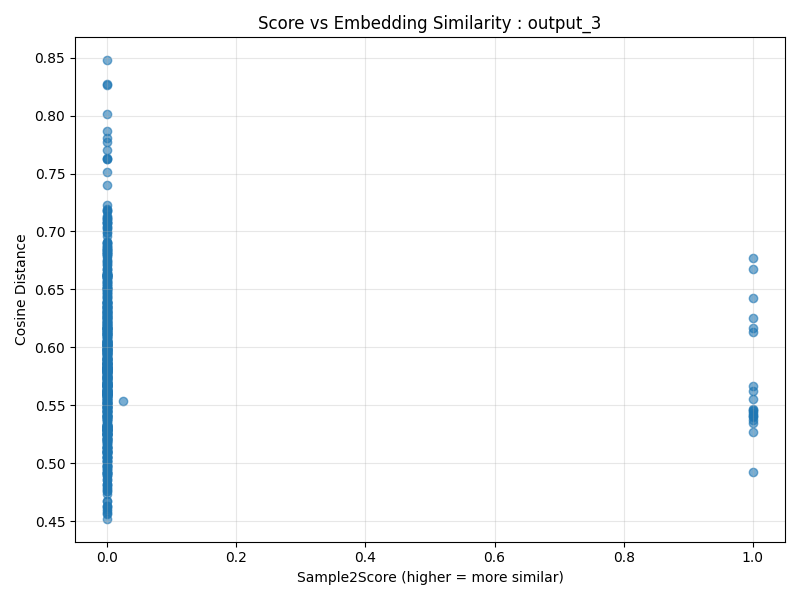 Score vs Embedding Similarity : output_3
Cosine Distance
0.85
0.80
0.75
0.70
0.65
0.60
0.55
0.50
0.45
0.0 0.2 0.4 0.6 0.8 1.0
Sample2Score (higher = more similar)